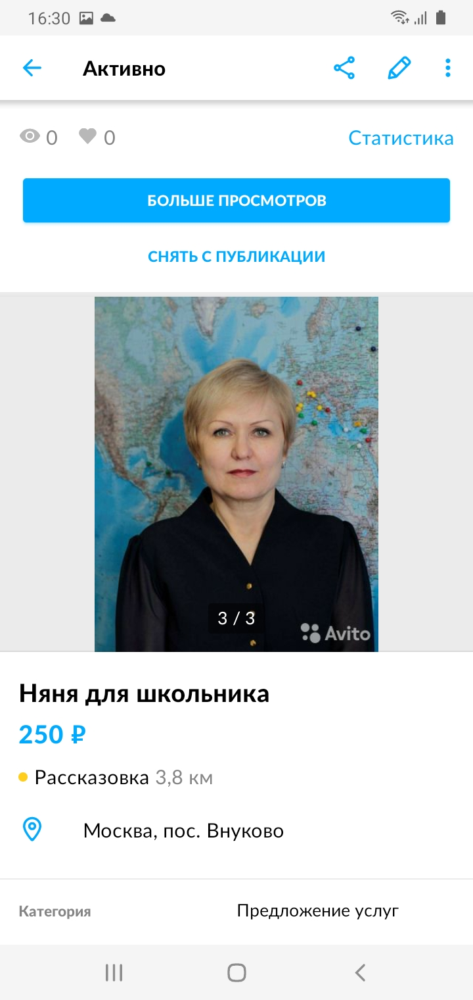 16:30
Активно
0 0 Статистика
БОЛЬШЕ ПРОСМОТРОВ
СНЯТЬ С ПУБЛИКАЦИИ
3 / 3
Avito
Няня для школьника
250 ₽
Рассказовка 3,8 км
Москва, пос. Внуково
Категория Предложение услуг